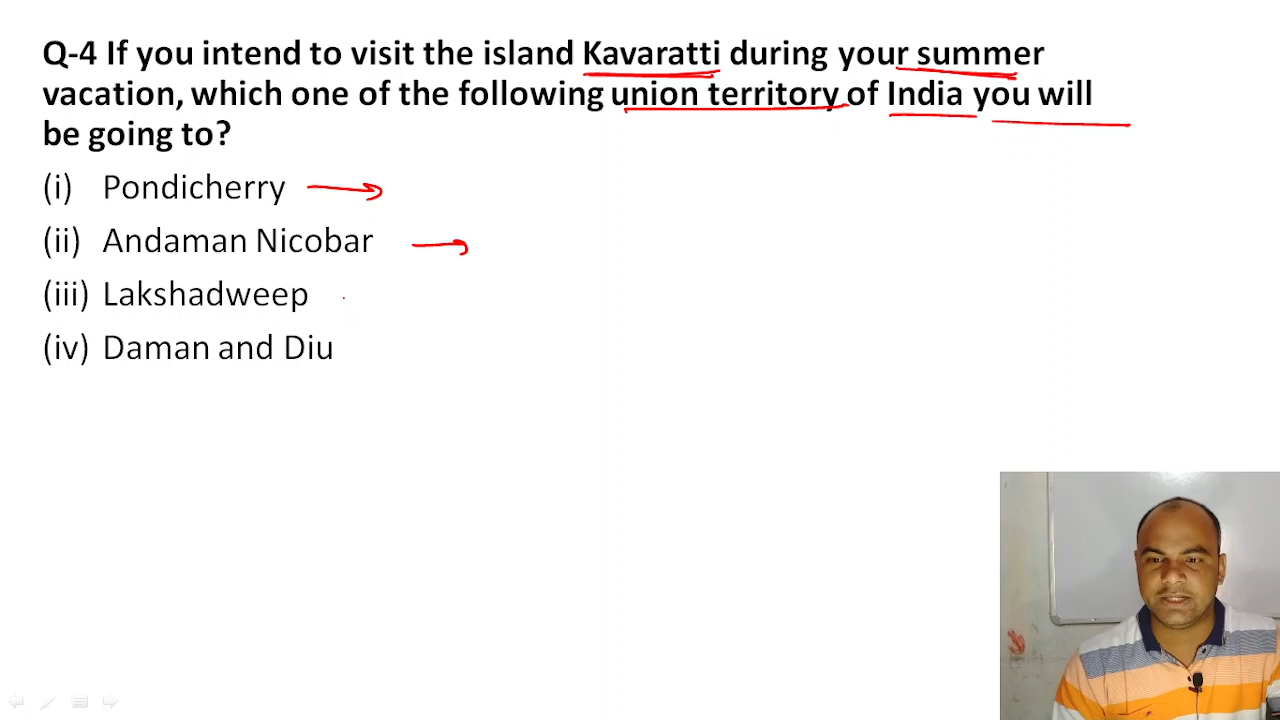 Q-4 If you intend to visit the island Kavaratti during your summer
vacation, which one of the following union territory of India you will
be going to?
(i) Pondicherry
(ii) Andaman Nicobar
(iii) Lakshadweep
(iv) Daman and Diu